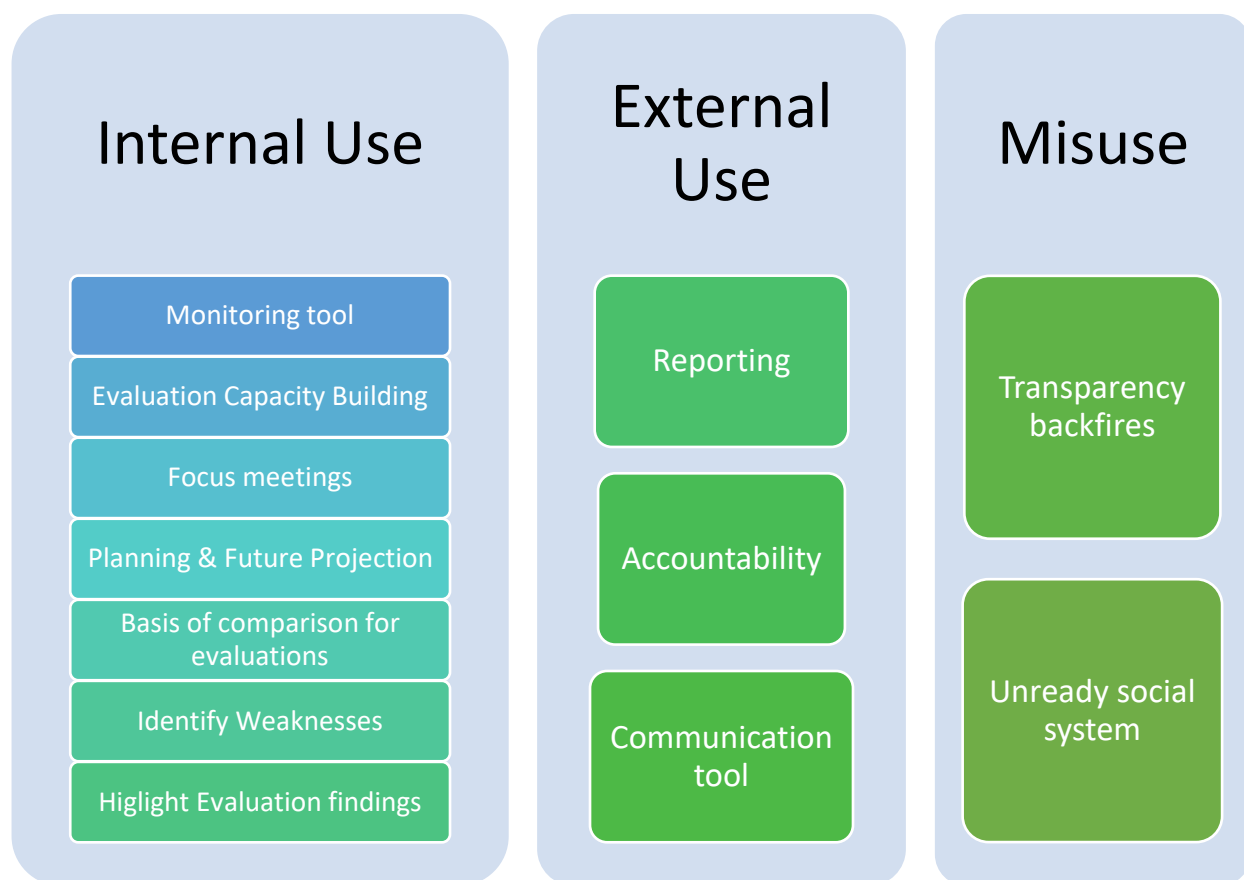 Internal Use
Monitoring tool
Evaluation Capacity Building
Focus meetings
Planning & Future Projection
Basis of comparison for
evaluations
Identify Weaknesses
Higlight Evaluation findings
External
Use
Reporting
Accountability
Communication
tool
Misuse
Transparency
backfires
Unready social
system